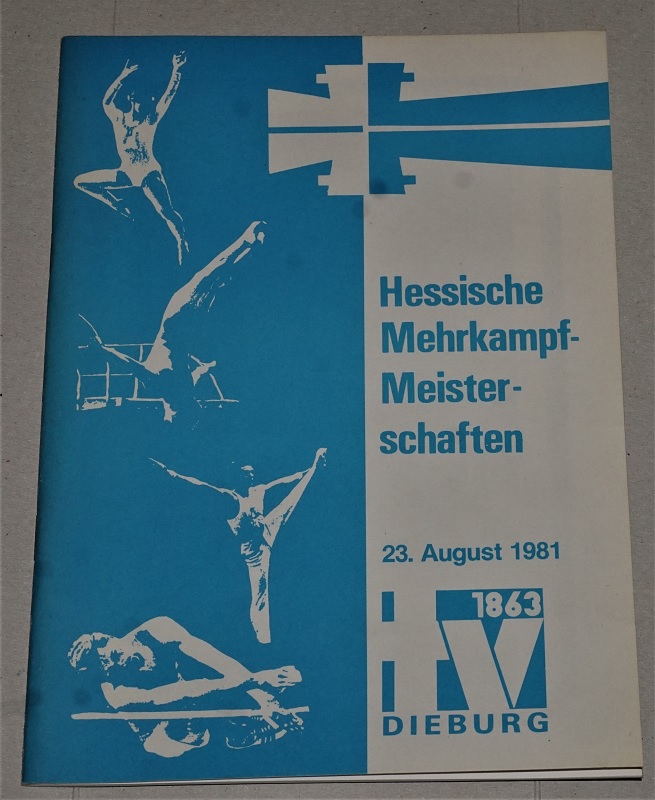 Hessische
Mehrkampf-
Meister-
schaften
23. August 1981
1863
TV
DIEBURG